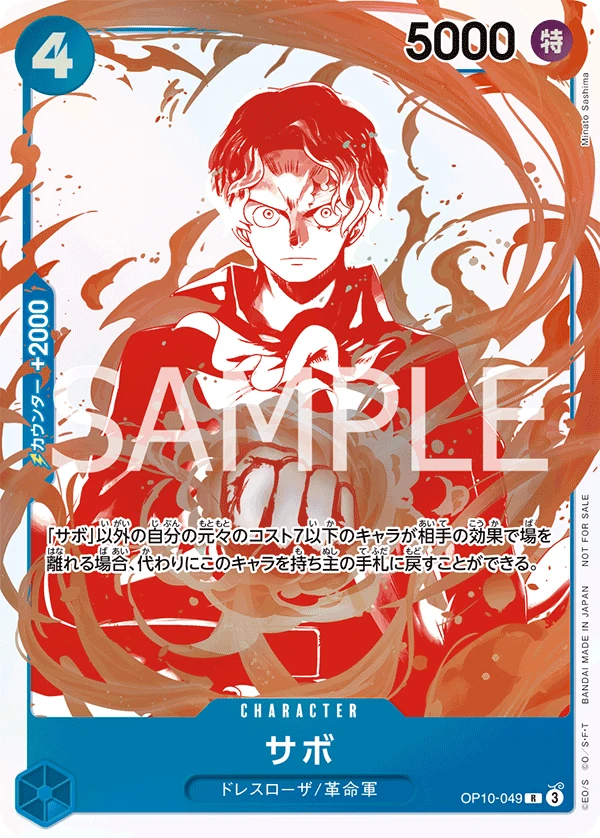 4
5000 特
Minato Sashima
カウンター +2000
SAMPLE
「サボ」以外の自分の元々のコスト7以下のキャラが相手の効果で場を
離れる場合、代わりにこのキャラを持ち主の手札に戻すことができる。
©E.O/S ©O／S・F・T BANDAI MADE IN JAPAN NOT FOR SALE
CHARACTER
サボ
ドレスローザ/革命軍
OP10-049 R 3